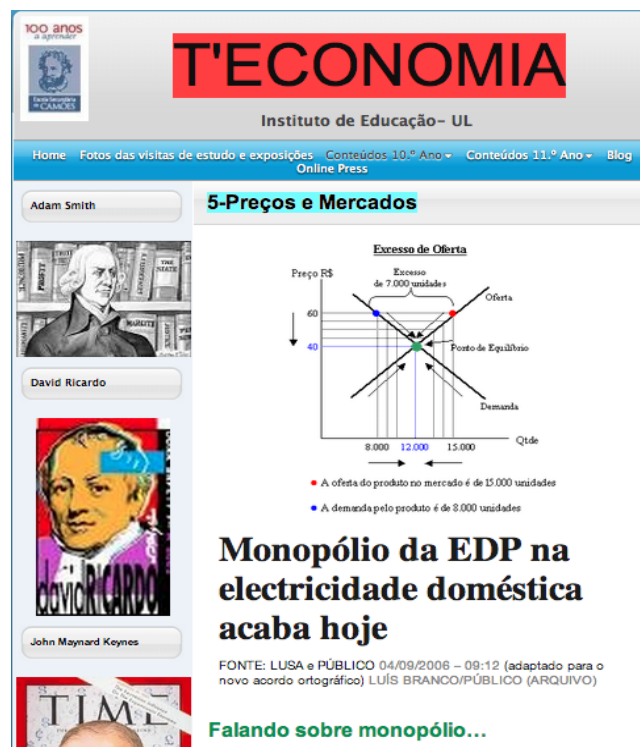 100 anos
a aprender
Escola Secundária
de CAMÕES
T'ECONOMIA
Instituto de Educação– UL
Home Fotos das visitas de estudo e exposições Conteúdos 10.º Ano Conteúdos 11.º Ano Blog
Online Press
Adam Smith
David Ricardo
david RICARDO
John Maynard Keynes
TIME
5-Preços e Mercados
Excesso de Oferta
Preço R$
Excesso
de 7.000 unidades
Oferta
60
40
Ponto de Equilíbrio
Demanda
8.000 12.000 15.000
Qtde
A oferta do produto no mercado é de 15.000 unidades
A demanda pelo produto é de 8.000 unidades
Monopólio da EDP na
electricidade doméstica
acaba hoje
FONTE: LUSA e PÚBLICO 04/09/2006 – 09:12 (adaptado para o
novo acordo ortográfico) LUÍS BRANCO/PÚBLICO (ARQUIVO)
Falando sobre monopólio…